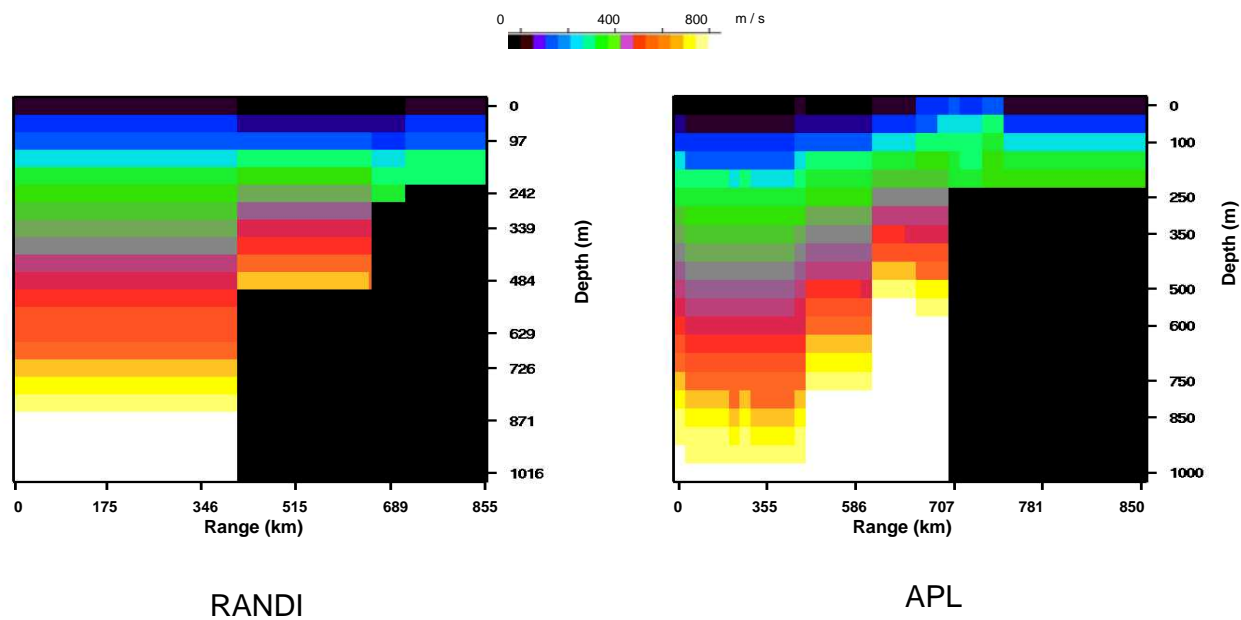 0 400 800 m / s
0
97
242
339
484
629
726
871
1016
Depth (m)
0 175 346 515 689 855
Range (km)
RANDI
0
100
250
350
500
600
750
850
1000
Depth (m)
0 355 586 707 781 850
Range (km)
APL